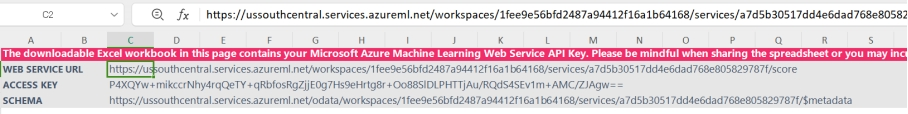 C2 fx https://ussouthcentral.services.azureml.net/workspaces/1fee9e56bfd2487a94412f16a1b64168/services/a7d5b30517dd4e6dad768e80582
A B C D E F G H I J K L M N O P Q R S
The downloadable Excel workbook in this page contains your Microsoft Azure Machine Learning Web Service API Key. Please be mindful when sharing the spreadsheet or you may incu
WEB SERVICE URL https://ussouthcentral.services.azureml.net/workspaces/1fee9e56bfd2487a94412f16a1b64168/services/a7d5b30517dd4e6dad768e805829787f/score
ACCESS KEY P4XQYw+mikccrNhy4rqQeTY+qRbfosRgZjjE0g7Hs9eHrtg8r+Oo88SlDLPHTTjAu/RQdS4SEv1m+AMC/ZJAgw==
SCHEMA https://ussouthcentral.services.azureml.net/odata/workspaces/1fee9e56bfd2487a94412f16a1b64168/services/a7d5b30517dd4e6dad768e805829787f/$metadata